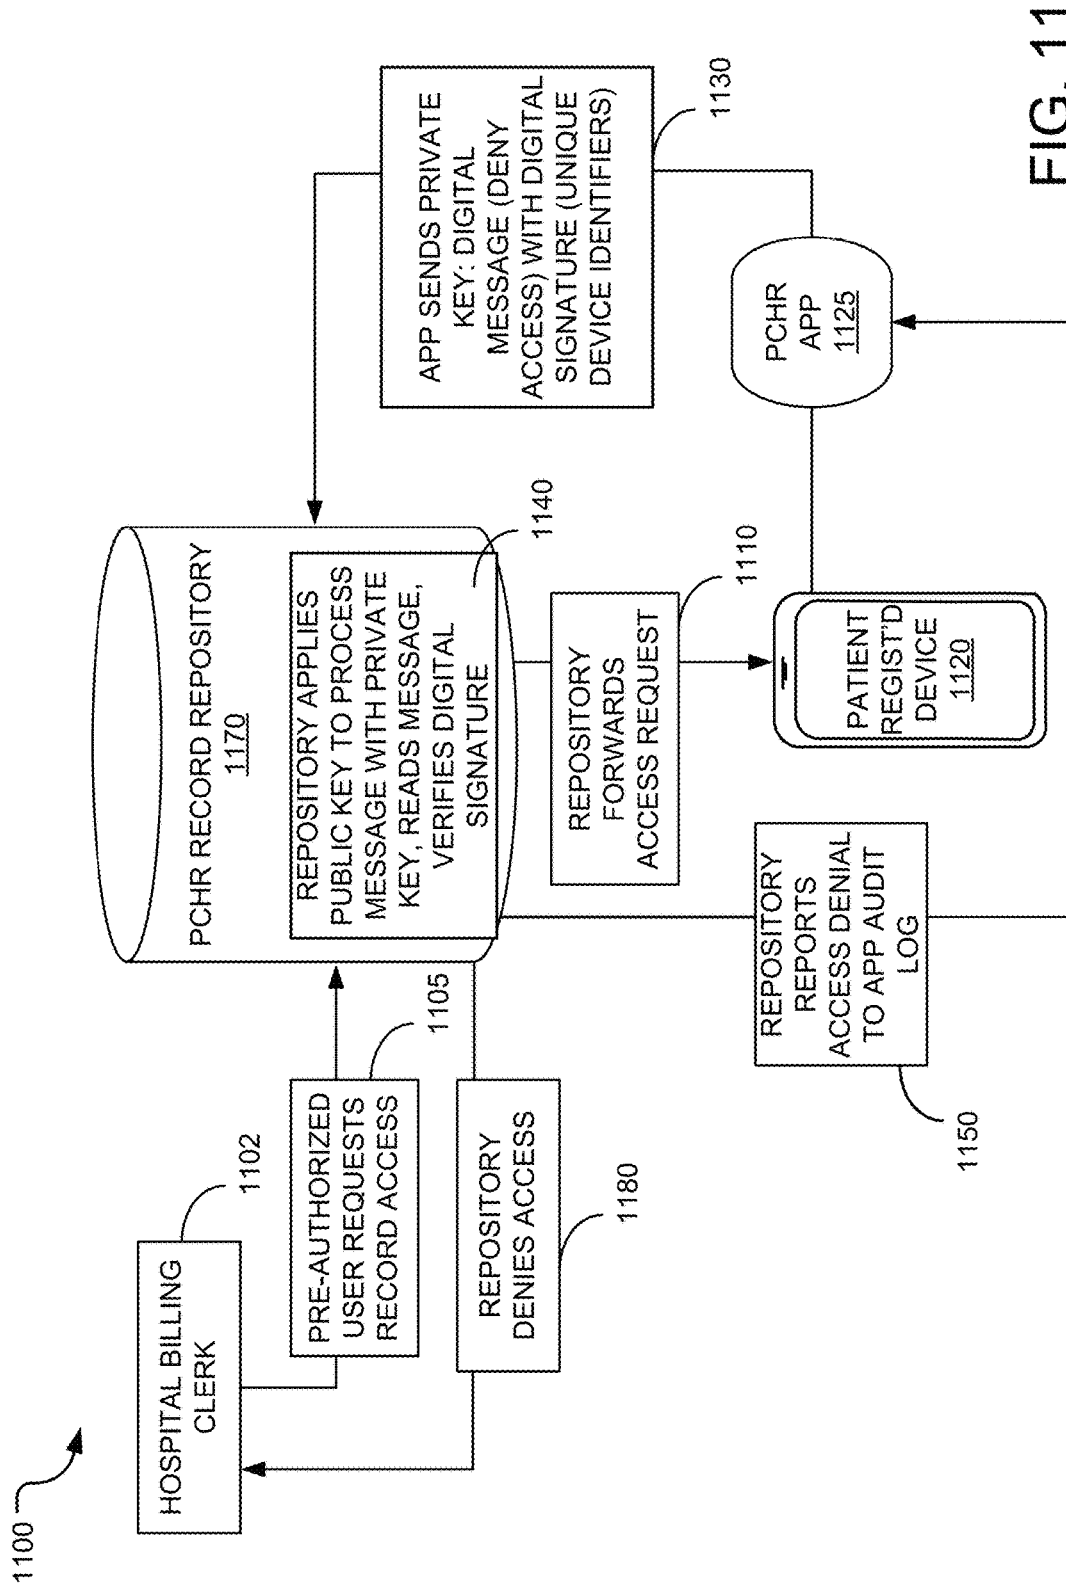 1100
HOSPITAL BILLING
CLERK
1102
PRE-AUTHORIZED
USER REQUESTS
RECORD ACCESS
1105
REPOSITORY
DENIES ACCESS
1180
PCHR RECORD REPOSITORY
1170
REPOSITORY APPLIES
PUBLIC KEY TO PROCESS
MESSAGE WITH PRIVATE
KEY, READS MESSAGE,
VERIFIES DIGITAL
SIGNATURE
1140
REPOSITORY
FORWARDS
ACCESS REQUEST
1110
REPOSITORY
REPORTS
ACCESS DENIAL
TO APP AUDIT
LOG
1150
PATIENT
REGIST'D
DEVICE
1120
PCHR
APP
1125
APP SENDS PRIVATE
KEY: DIGITAL
MESSAGE (DENY
ACCESS) WITH DIGITAL
SIGNATURE (UNIQUE
DEVICE IDENTIFIERS)
1130
FIG. 11